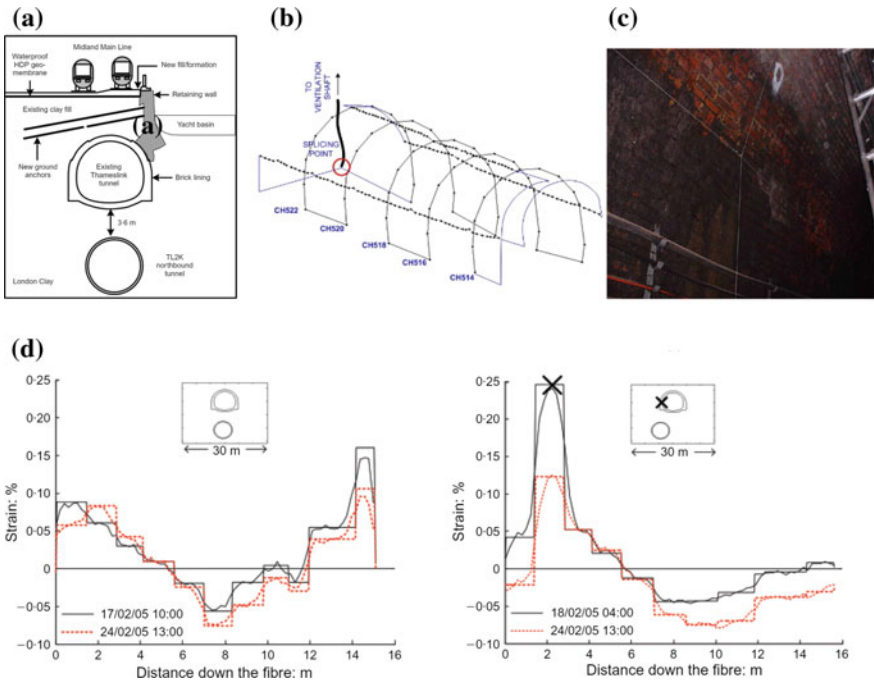 (a)
Midland Main Line
Waterproof
HDP geo-
membrane
New fill/formation
Retaining wall
Existing clay fill
(a)
Yacht basin
New ground
anchors
Existing
Thameslink
tunnel
Brick lining
3-6 m
TL2K
northbound
tunnel
London Clay
(b)
TO
VENTILATION
SHAFT
SPLICING
POINT
CH522
CH520
CH518
CH516
CH514
(c)
(d)
0·25
0·20
0·15
0·10
0·05
0
−0·05
−0·10
Strain: %
30 m
17/02/05 10:00
24/02/05 13:00
0 2 4 6 8 10 12 14 16
Distance down the fibre: m
0·25
0·20
0·15
0·10
0·05
0
−0·05
−0·10
Strain: %
30 m
18/02/05 04:00
24/02/05 13:00
0 2 4 6 8 10 12 14 16
Distance down the fibre: m